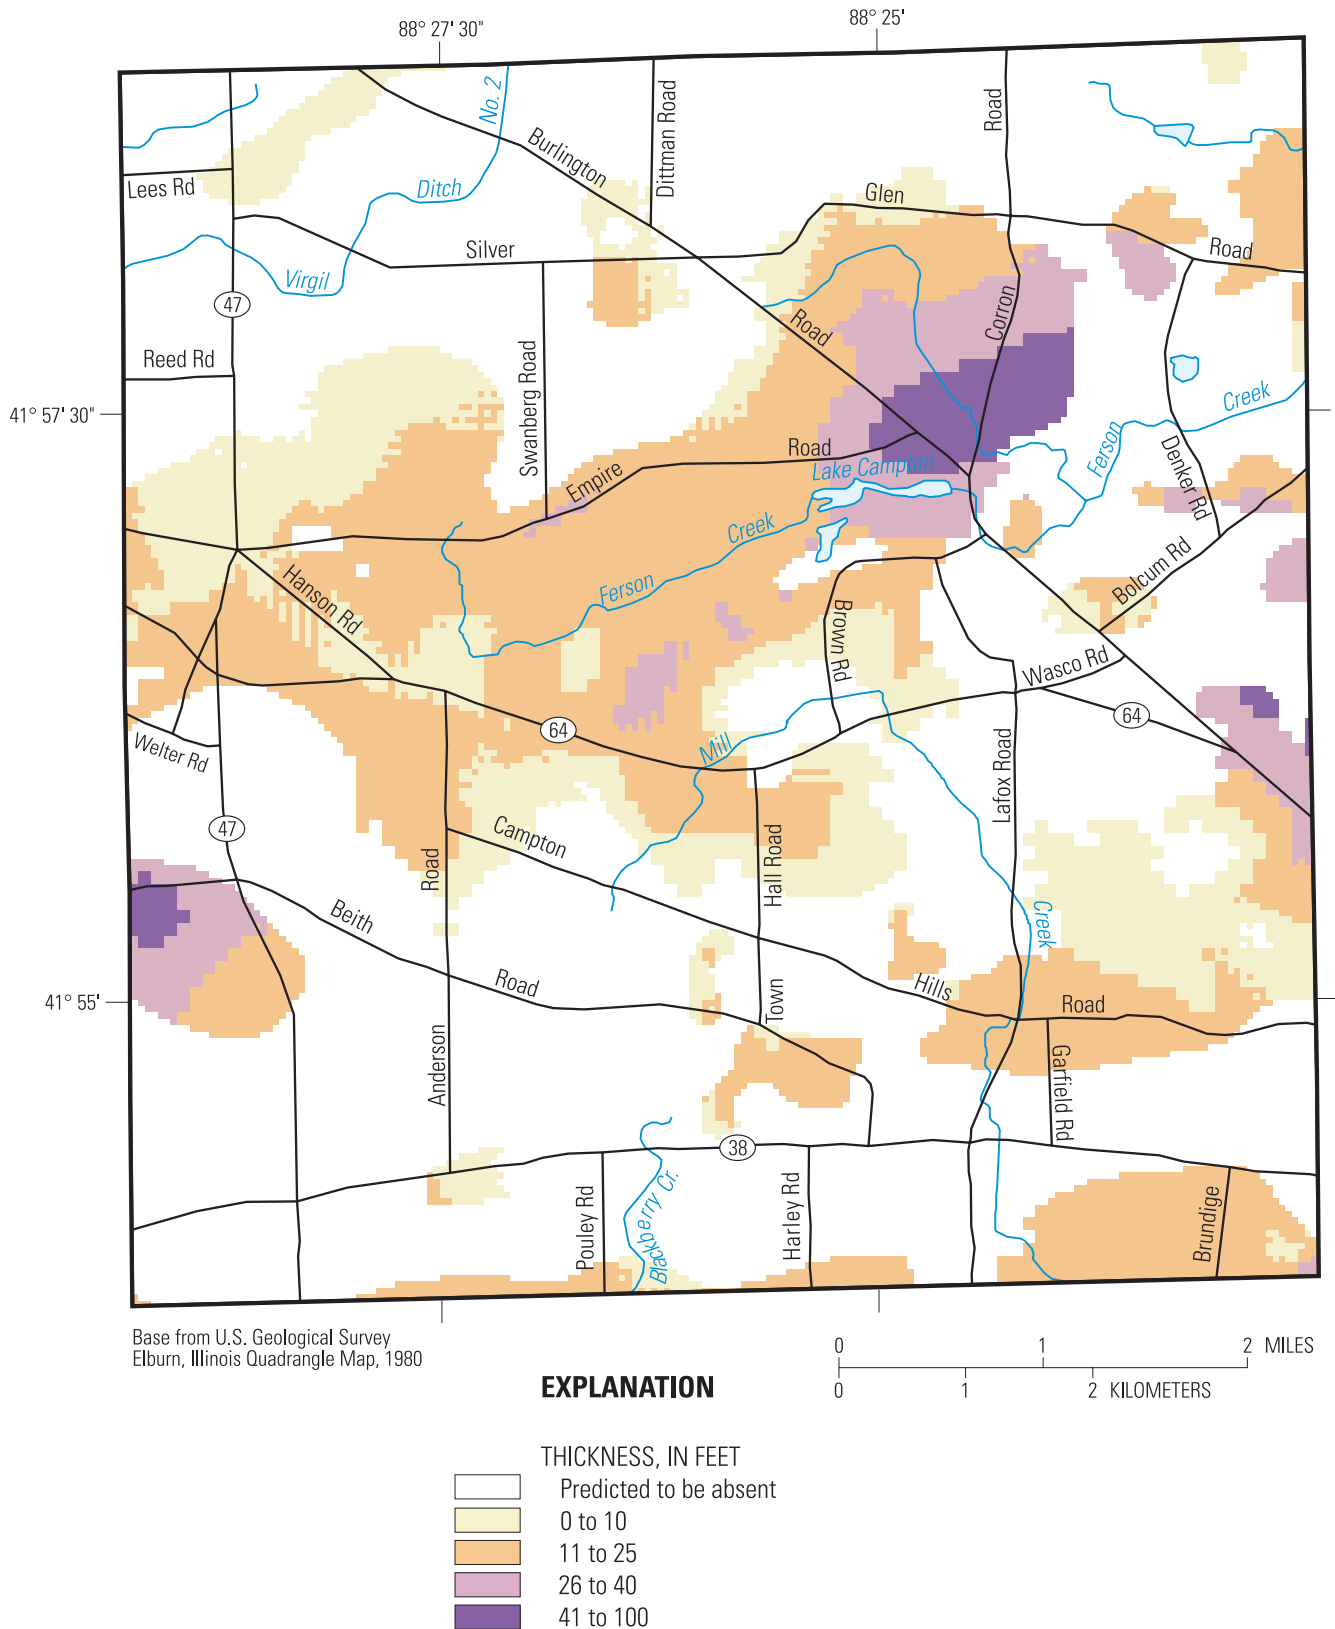 88° 27' 30"
88° 25'
No. 2
Burlington
Dittman Road
Road
Lees Rd
Ditch
Glen
Silver
Road
Virgil
47
Road
Corron
Reed Rd
Swanberg Road
41° 57' 30"
Creek
Road
Ferson
Denker Rd
Empire
Lake Campton
Creek
Ferson
Hanson Rd
Bolcum Rd
Brown Rd
Wasco Rd
64
64
Mill
Welter Rd
Lafox Road
47
Campton
Road
Hall Road
Beith
Creek
Road
Hills
Road
41° 55'
Town
Anderson
Garfield Rd
38
Pouley Rd
Blackberry Cr.
Harley Rd
Brundige
Base from U.S. Geological Survey
Elburn, Illinois Quadrangle Map, 1980
0 1 2 MILES
0 1 2 KILOMETERS
EXPLANATION
THICKNESS, IN FEET
Predicted to be absent
0 to 10
11 to 25
26 to 40
41 to 100